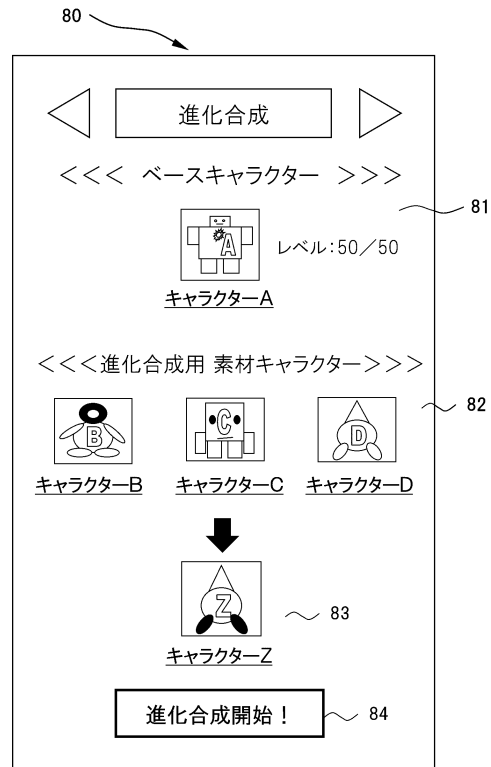 80
進化合成
<<< ベースキャラクター >>>
81
A
レベル:50/50
キャラクターA
<<<進化合成用 素材キャラクター>>>
82
B C D
キャラクターB キャラクターC キャラクターD
Z
83
キャラクターZ
進化合成開始!
84